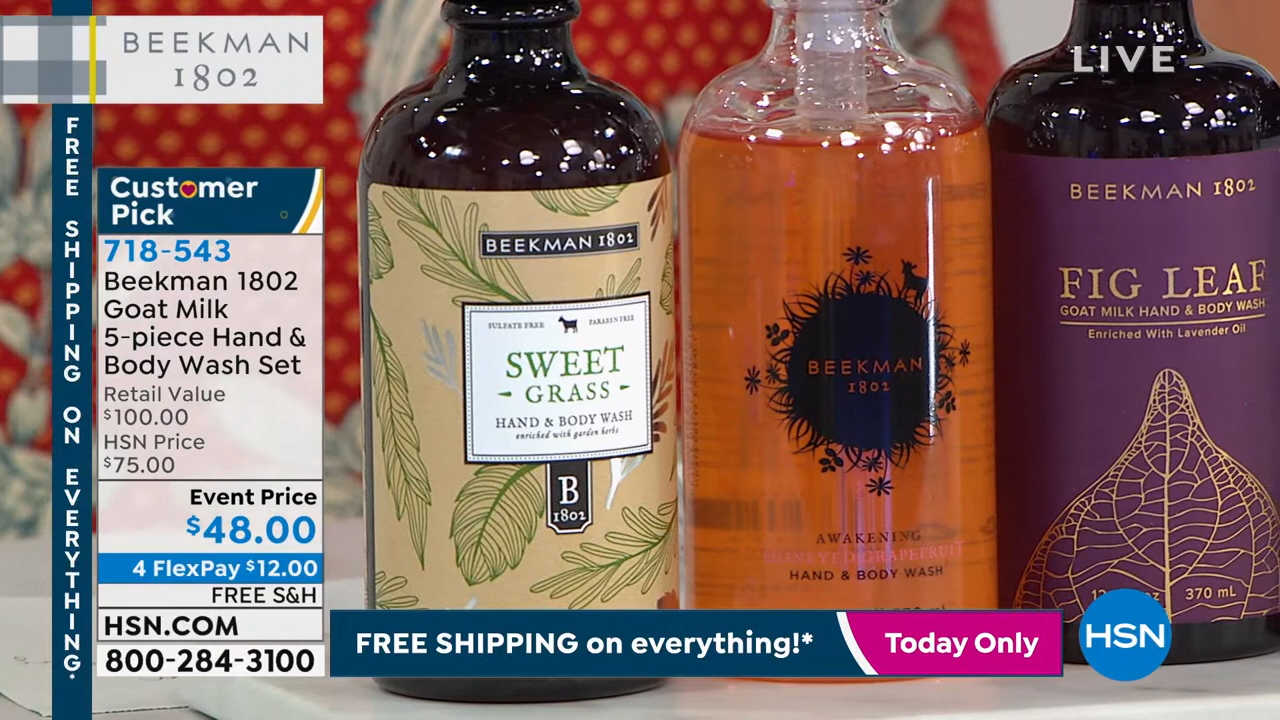 BEEKMAN
1802
LIVE
FREE SHIPPING ON EVERYTHING!*
Customer
Pick
718-543
Beekman 1802
Goat Milk
5-piece Hand &
Body Wash Set
Retail Value
$100.00
HSN Price
$75.00
Event Price
$48.00
4 FlexPay $12.00
FREE S&H
HSN.COM
800-284-3100
BEEKMAN 1802
SULFATE FREE PARABEN FREE
SWEET
GRASS
HAND & BODY WASH
enriched with garden herbs
B
1802
BEEKMAN
1802
AWAKENING
HONEYED GRAPEFRUIT
HAND & BODY WASH
BEEKMAN 1802
FIG LEAF
GOAT MILK HAND & BODY WASH
Enriched With Lavender Oil
370 mL
FREE SHIPPING on everything!*
Today Only
HSN